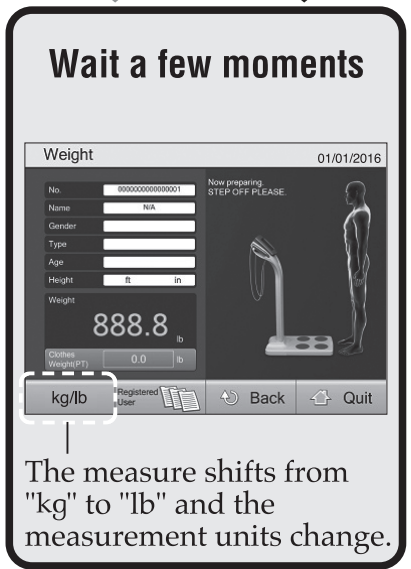 Wait a few moments
Weight
01/01/2016
No. 0000000000000001
Name N/A
Gender
Type
Age
Height ft in
Weight
888.8 lb
Clothes
Weight(PT) 0.0 lb
Now preparing.
STEP OFF PLEASE.
kg/lb
Registered
User
Back
Quit
The measure shifts from
"kg" to "lb" and the
measurement units change.